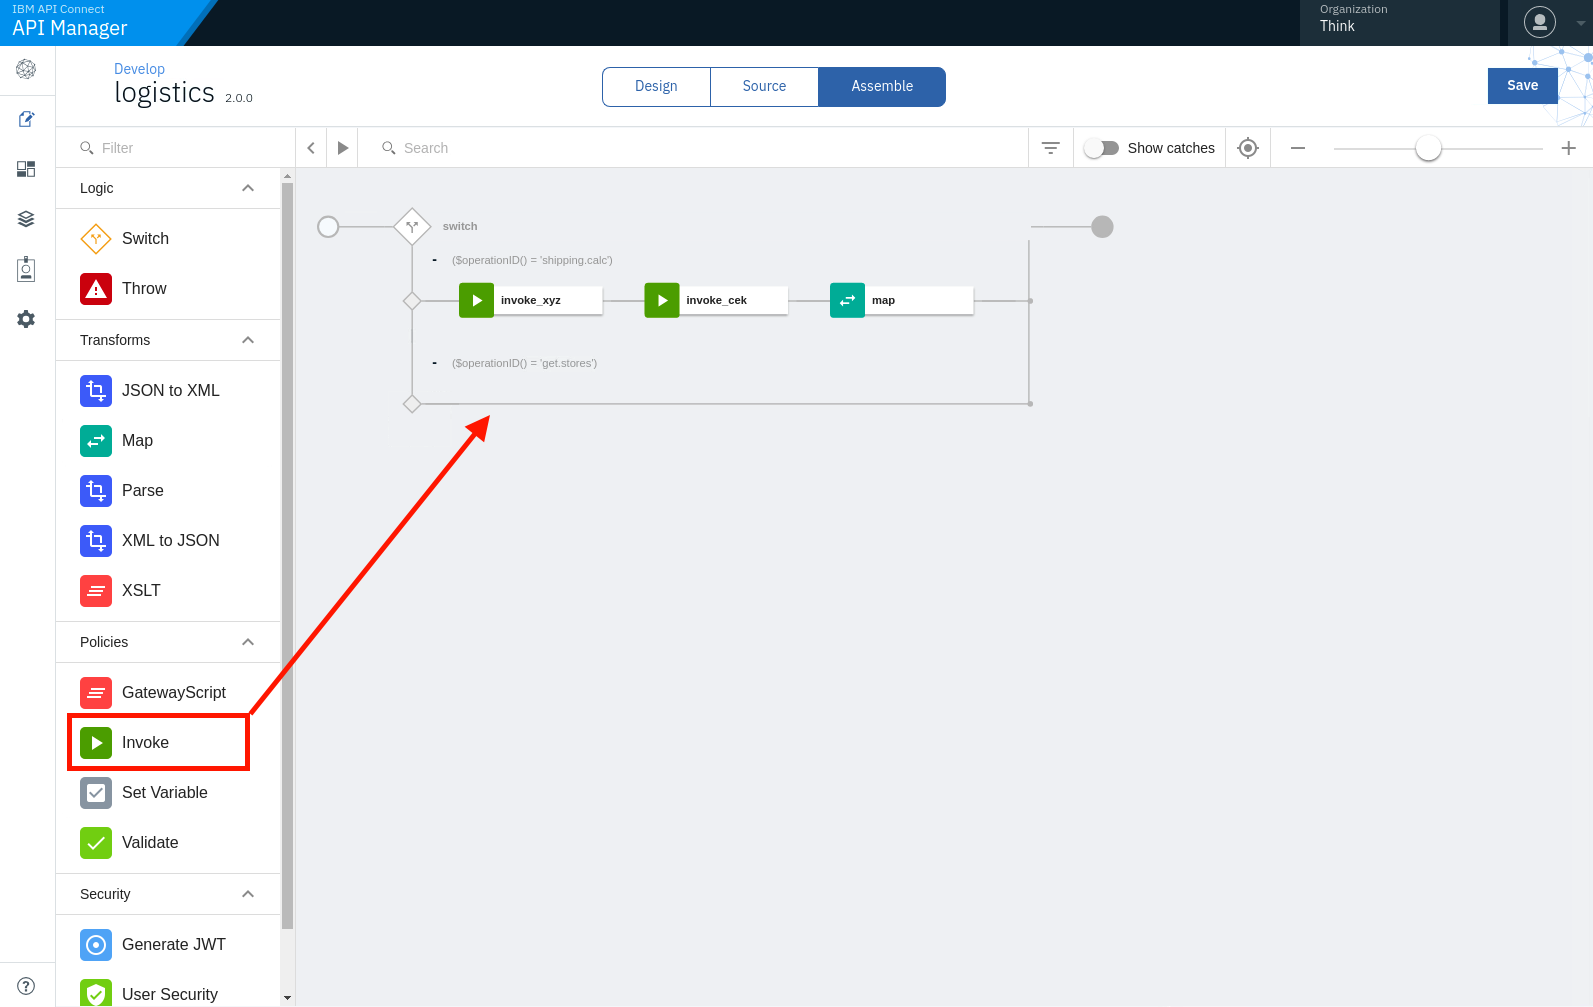 IBM API Connect
API Manager
Organization
Think
Develop
logistics 2.0.0
Design
Source
Assemble
Save
Filter
Search
Show catches
Logic
Switch
Throw
Transforms
JSON to XML
Map
Parse
XML to JSON
XSLT
Policies
GatewayScript
Invoke
Set Variable
Validate
Security
Generate JWT
User Security
switch
- ($operationID() = 'shipping.calc')
invoke_xyz
invoke_cek
map
- ($operationID() = 'get.stores')